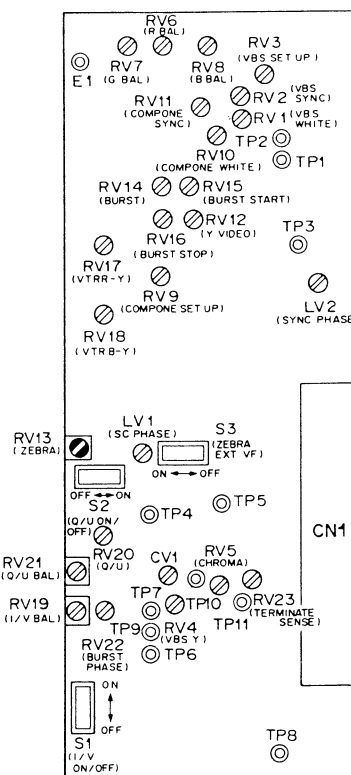 RV6
(R BAL)
RV7
(G BAL)
RV8
(B BAL)
RV3
(VBS SET UP)
E1
RV2 (VBS SYNC)
RV11
(COMPONE SYNC)
RV1 (VBS WHITE)
TP2
RV10
(COMPONE WHITE)
TP1
RV14
(BURST)
RV15
(BURST START)
RV16
(BURST STOP)
RV12
(Y VIDEO)
TP3
RV17
(VTRR-Y)
RV9
(COMPONE SET UP)
LV2
(SYNC PHASE
RV18
(VTRB-Y)
LV1
(SC PHASE)
S3
(ZEBRA
EXT VF)
RV13
(ZEBRA)
ON OFF
OFF ON
S2
(Q/U ON/
OFF)
TP4
TP5
CN1
RV20
(Q/U)
RV21
(Q/U BAL)
CV1
RV5
(CHROMA)
RV19
(I/V BAL)
TP7
TP10
RV23
(TERMINATE
SENSE)
TP11
TP9
RV4
(VBS Y)
RV22
(BURST
PHASE)
TP6
ON
OFF
S1
(I/V
ON/OFF)
TP8